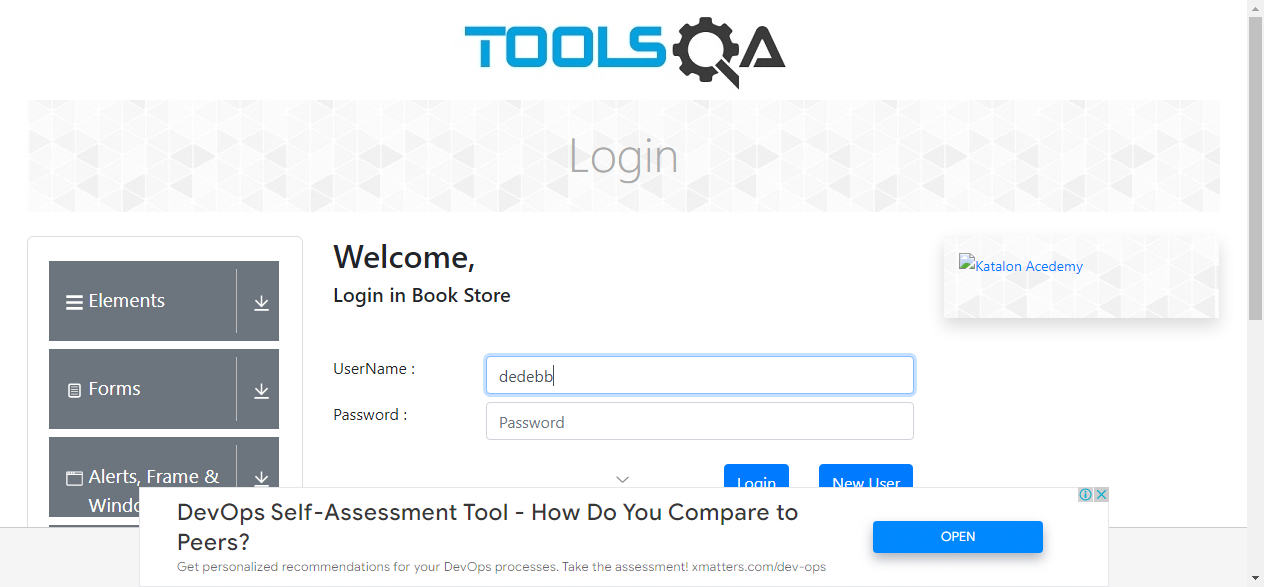 TOOLSQA
Login
Elements
Forms
Alerts, Frame &
Windo
Welcome,
Login in Book Store
UserName :
dedebb
Password :
Password
Login
New User
Katalon Acedemy
DevOps Self-Assessment Tool - How Do You Compare to
Peers?
Get personalized recommendations for your DevOps processes. Take the assessment! xmatters.com/dev-ops
OPEN